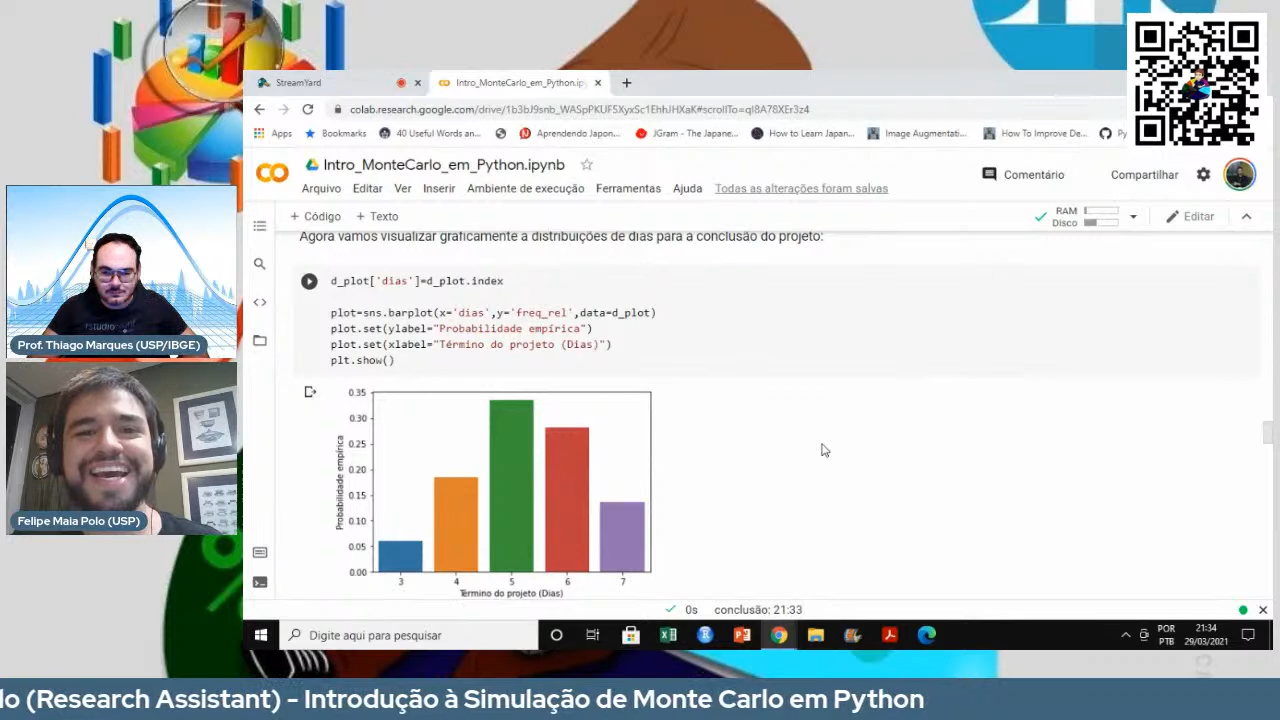 StreamYard
Intro_MonteCarlo_em_Python.ipyn
colab.research.google.com/drive/1b3bJ9snb_WASpPKUFSXyxSc1EhhJHXaK#scrollTo=qI8A78XEr3z4
Apps
Bookmarks
40 Useful Words an...
Aprendendo Japon...
JGram - The Japane...
How to Learn Japan...
Image Augmentati...
How To Improve De...
Py
Intro_MonteCarlo_em_Python.ipynb
Comentário
Compartilhar
Arquivo Editar Ver Inserir Ambiente de execução Ferramentas Ajuda Todas as alterações foram salvas
+ Código + Texto
RAM
Disco
Editar
Agora vamos visualizar graficamente a distribuições de dias para a conclusão do projeto:
d_plot['dias']=d_plot.index
plot=sns.barplot(x='dias',y='freq_rel',data=d_plot)
plot.set(ylabel="Probabilidade empírica")
plot.set(xlabel="Término do projeto (Dias)")
plt.show()
0.35
0.30
0.25
0.20
0.15
0.10
0.05
0.00
Probabilidade empírica
3 4 5 6 7
Término do projeto (Dias)
0s conclusão: 21:33
Prof. Thiago Marques (USP/IBGE)
Felipe Maia Polo (USP)
Digite aqui para pesquisar
POR
PTB
21:34
29/03/2021
lo (Research Assistant) - Introdução à Simulação de Monte Carlo em Python